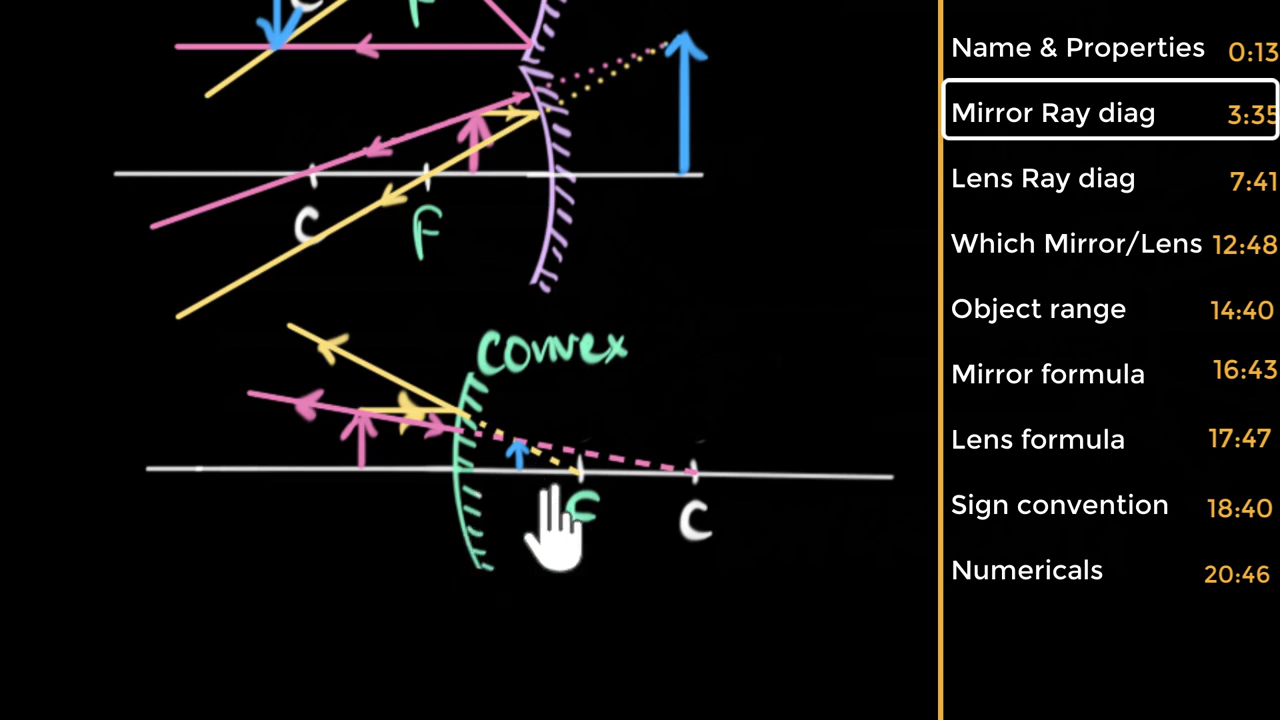 F
C F
convex
F C
Name & Properties 0:13
Mirror Ray diag 3:35
Lens Ray diag 7:41
Which Mirror/Lens 12:48
Object range 14:40
Mirror formula 16:43
Lens formula 17:47
Sign convention 18:40
Numericals 20:46